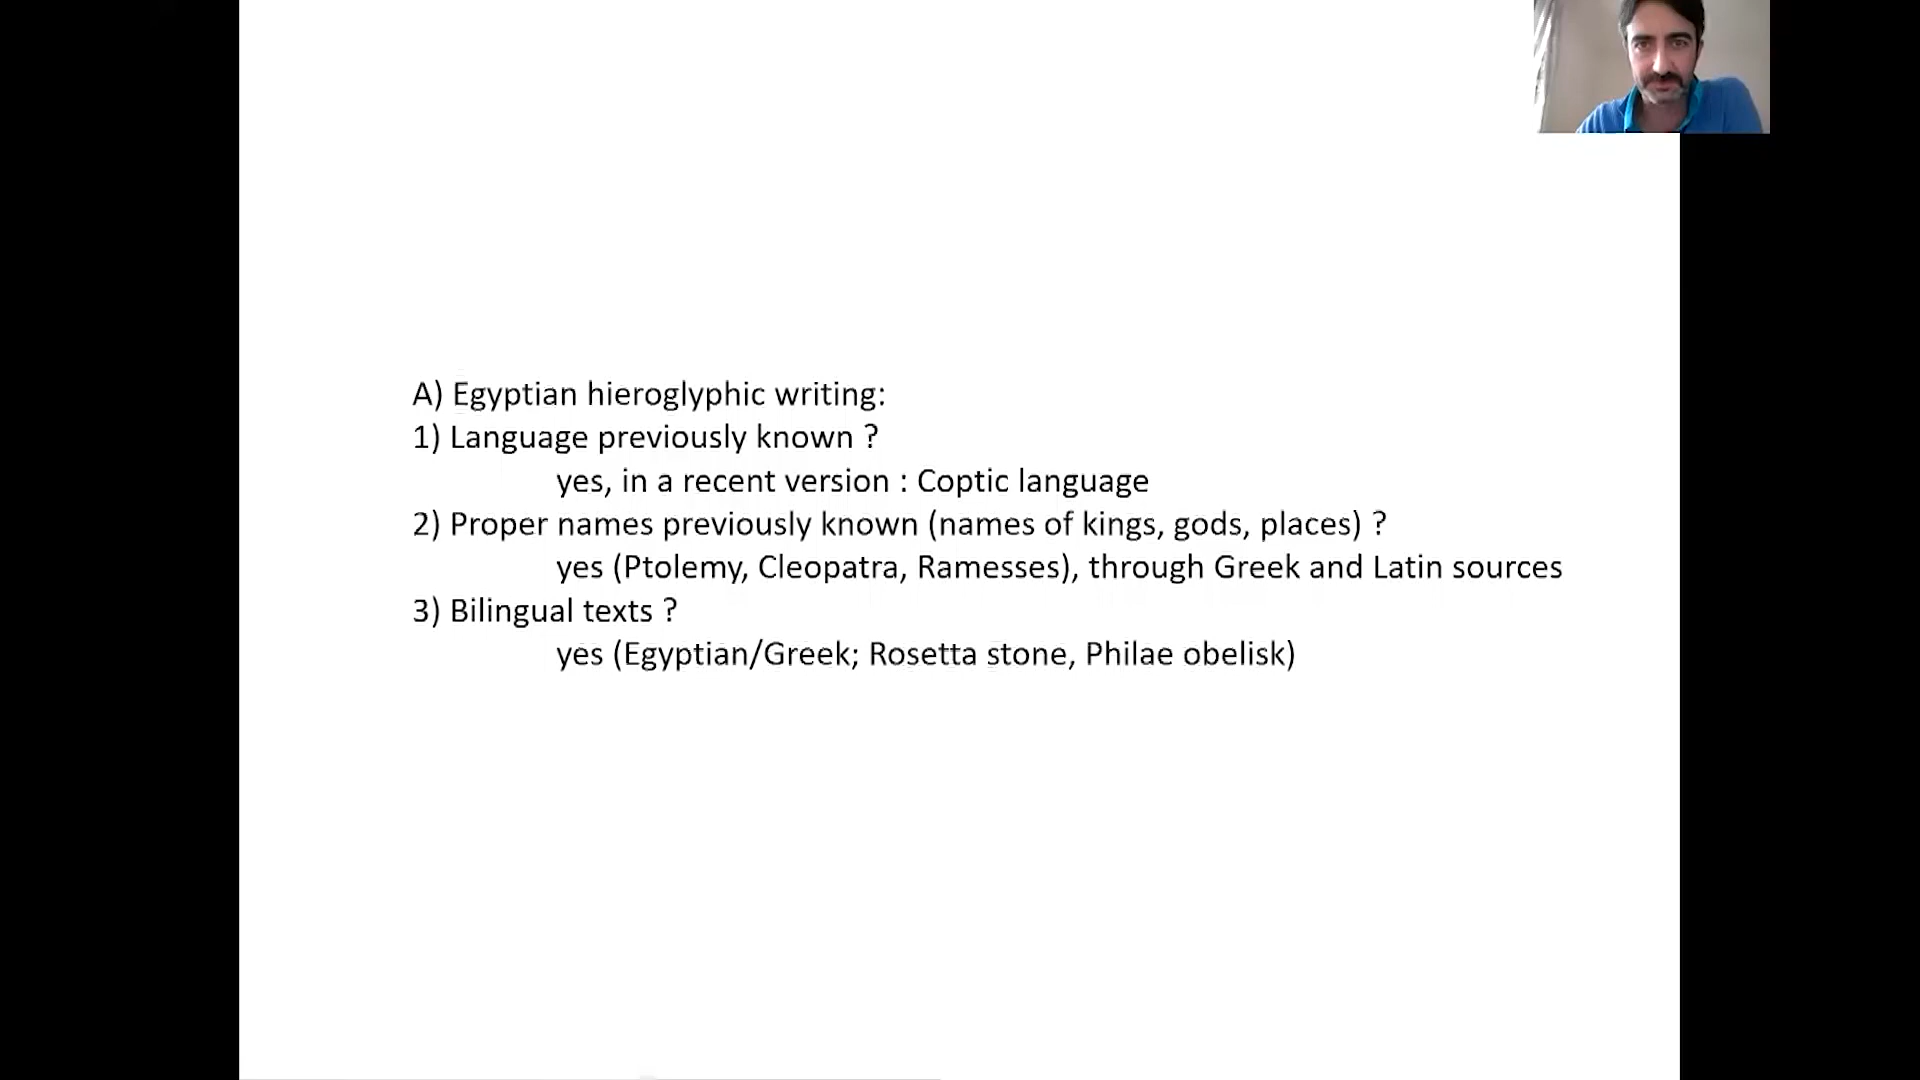 A) Egyptian hieroglyphic writing:
1) Language previously known ?
yes, in a recent version : Coptic language
2) Proper names previously known (names of kings, gods, places) ?
yes (Ptolemy, Cleopatra, Ramesses), through Greek and Latin sources
3) Bilingual texts ?
yes (Egyptian/Greek; Rosetta stone, Philae obelisk)